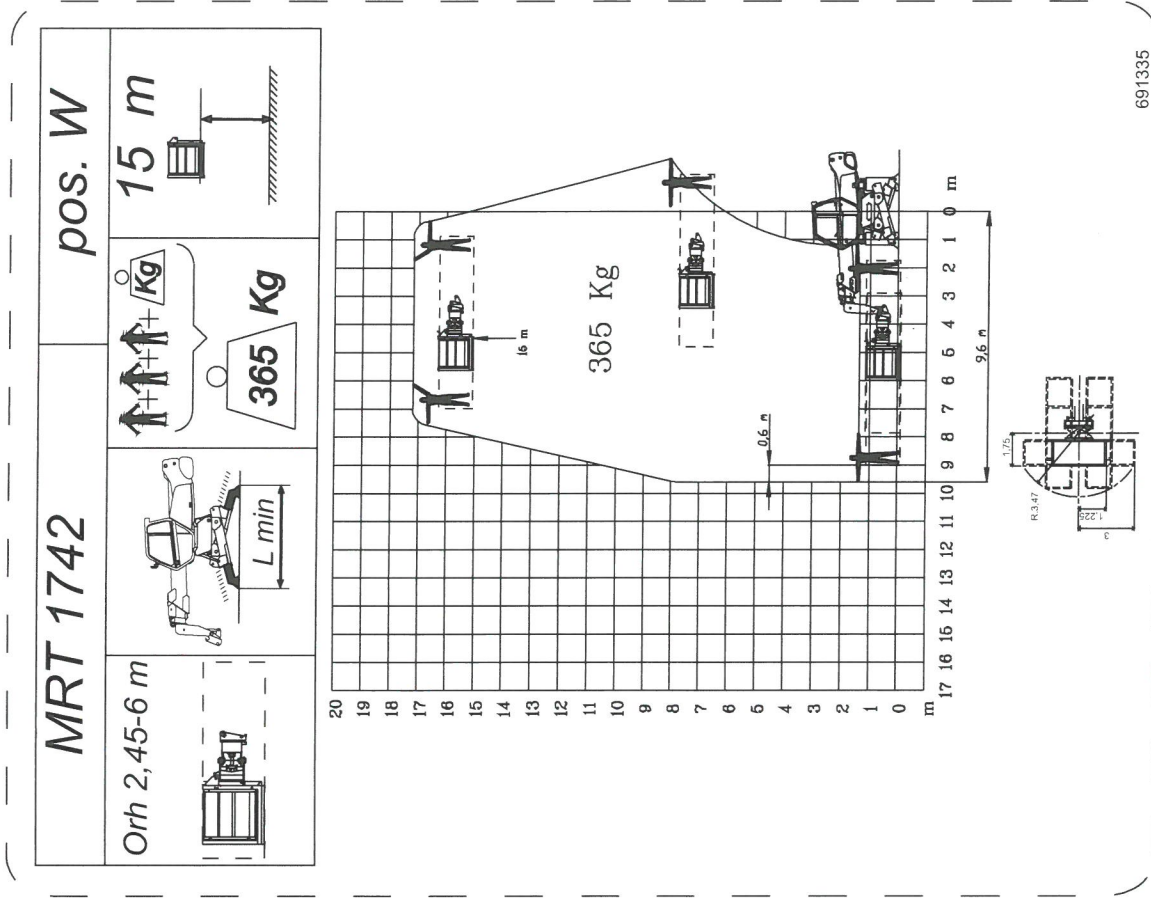 MRT 1742
pos. W
Orh 2,45-6 m
L min
Kg
+
+
+
365 Kg
15 m
20
19
18
17
16
15
14
13
12
11
10
9
8
7
6
5
4
3
2
1
0
m
17 16 15 14 13 12 11 10 9 8 7 6 5 4 3 2 1 0 m
15 m
365 Kg
0,6 m
9,6 m
1,75
R.3,47
1,225
3
691335